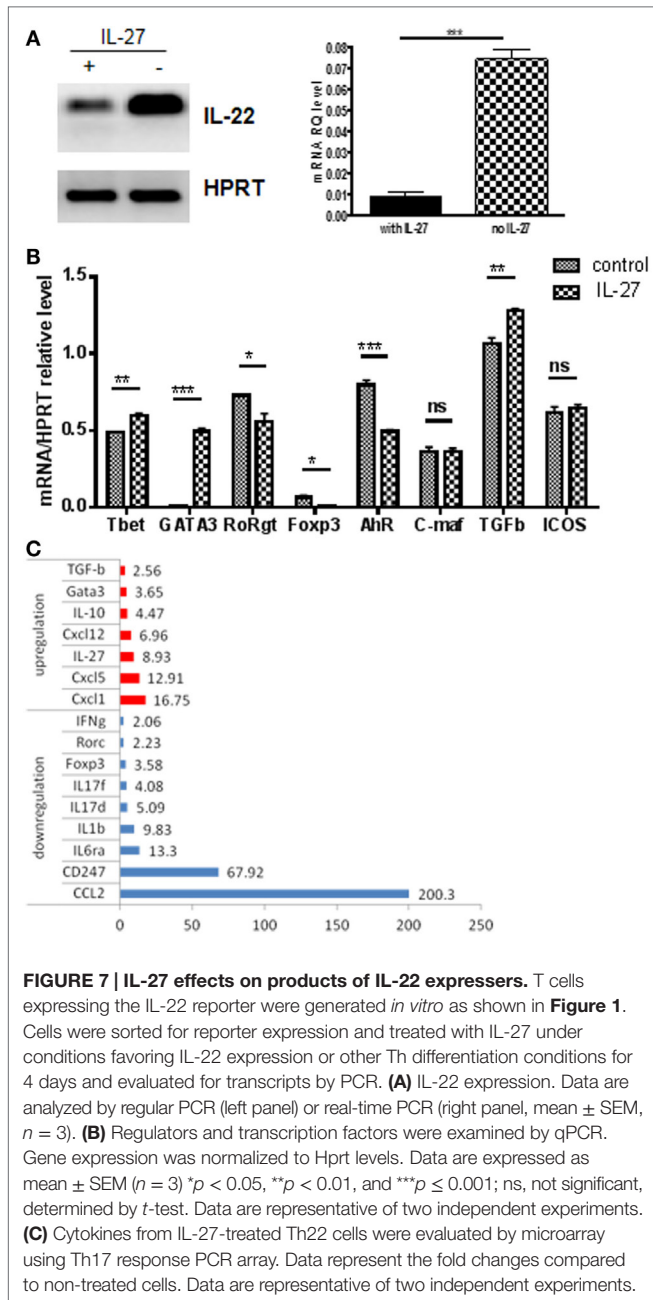 A
IL-27
+ -
IL-22
HPRT
mRNA RQ level
0.08
0.07
0.06
0.05
0.04
0.03
0.02
0.01
0.00
***
with IL-27 no IL-27
B
mRNA/HPRT relative level
1.5
1.0
0.5
0.0
control
IL-27
** *** * * *** ns ** ns
Tbet GATA3 RoRgt Foxp3 AhR C-maf TGFb ICOS
C
upregulation
TGF-b 2.56
Gata3 3.65
IL-10 4.47
Cxcl12 6.96
IL-27 8.93
Cxcl5 12.91
Cxcl1 16.75
downregulation
IFNg 2.06
Rorc 2.23
Foxp3 3.58
IL17f 4.08
IL17d 5.09
IL1b 9.83
IL6ra 13.3
CD247 67.92
CCL2 200.3
0 50 100 150 200 250
FIGURE 7 | IL-27 effects on products of IL-22 expressers. T cells
expressing the IL-22 reporter were generated in vitro as shown in Figure 1.
Cells were sorted for reporter expression and treated with IL-27 under
conditions favoring IL-22 expression or other Th differentiation conditions for
4 days and evaluated for transcripts by PCR. (A) IL-22 expression. Data are
analyzed by regular PCR (left panel) or real-time PCR (right panel, mean ± SEM,
n = 3). (B) Regulators and transcription factors were examined by qPCR.
Gene expression was normalized to Hprt levels. Data are expressed as
mean ± SEM (n = 3) *p < 0.05, **p < 0.01, and ***p ≤ 0.001; ns, not significant,
determined by t-test. Data are representative of two independent experiments.
(C) Cytokines from IL-27-treated Th22 cells were evaluated by microarray
using Th17 response PCR array. Data represent the fold changes compared
to non-treated cells. Data are representative of two independent experiments.